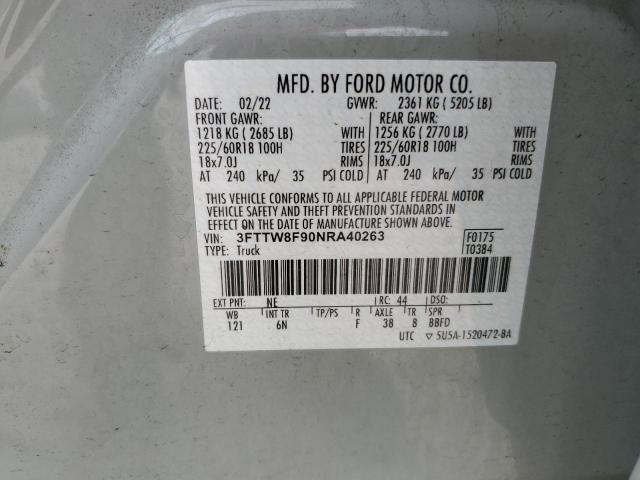 MFD. BY FORD MOTOR CO.
DATE: 02/22 GVWR: 2361 KG ( 5205 LB)
FRONT GAWR: REAR GAWR:
1218 KG ( 2685 LB) WITH 1256 KG ( 2770 LB) WITH
225/60R18 100H TIRES 225/60R18 100H TIRES
18x7.0J RIMS 18x7.0J RIMS
AT 240 kPa/ 35 PSI COLD AT 240 kPa/ 35 PSI COLD
THIS VEHICLE CONFORMS TO ALL APPLICABLE FEDERAL MOTOR
VEHICLE SAFETY AND THEFT PREVENTION STANDARDS IN
EFFECT ON THE DATE OF MANUFACTURE SHOWN ABOVE.
VIN: 3FTTW8F90NRA40263 F0175
TYPE: Truck T0384
EXT PNT: NE RC: 44 DSO:
WB INT TR TP/PS R AXLE TR SPR
121 6N F 38 8 BBFD
UTC ▽ 5U5A-1520472-BA